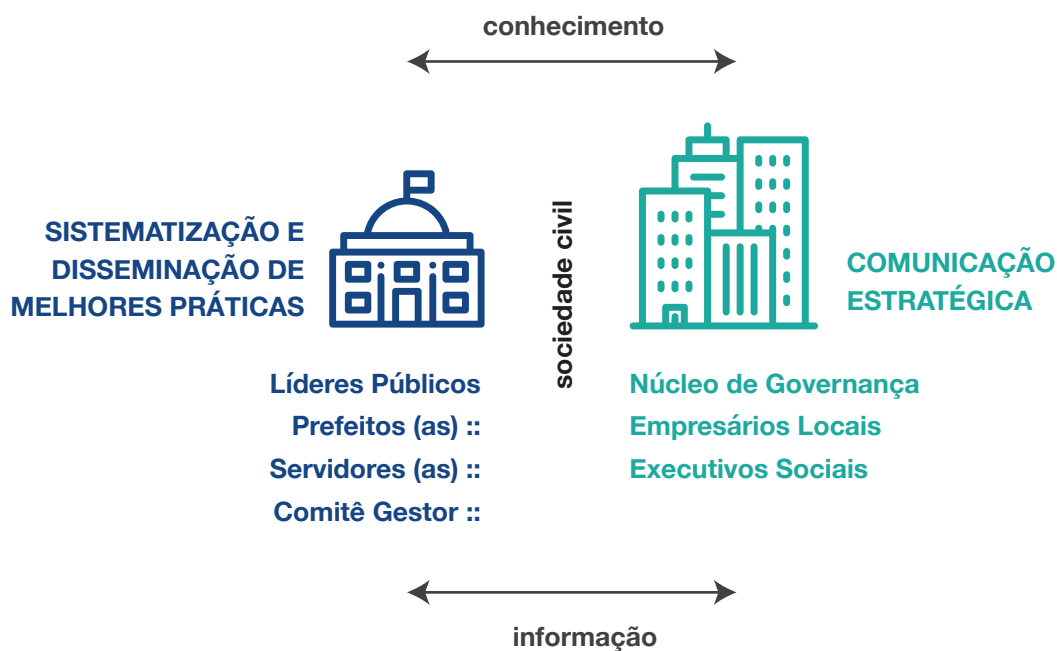 conhecimento
SISTEMATIZAÇÃO E
DISSEMINAÇÃO DE
MELHORES PRÁTICAS
Líderes Públicos
Prefeitos (as) ::
Servidores (as) ::
Comitê Gestor ::
sociedade civil
COMUNICAÇÃO
ESTRATÉGICA
Núcleo de Governança
Empresários Locais
Executivos Sociais
informação